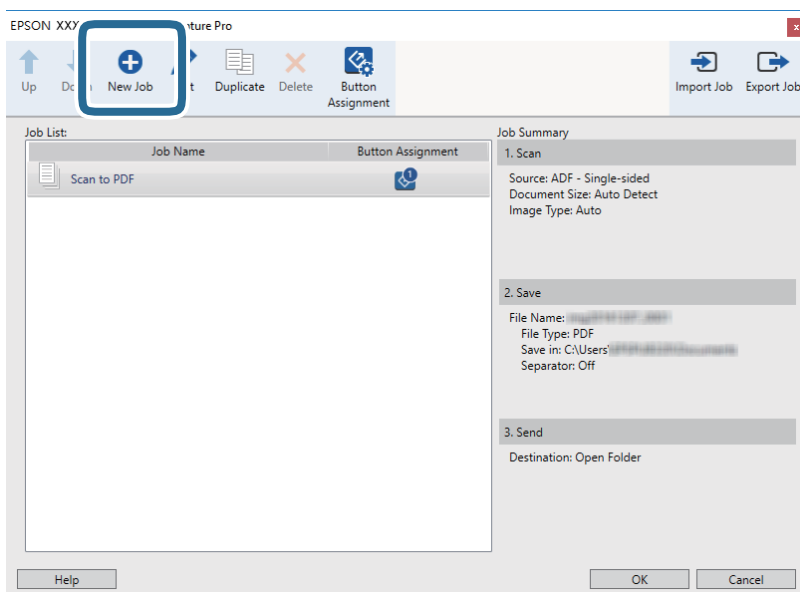 EPSON XXX ture Pro
Up
New Job
Duplicate
Delete
Button
Assignment
Import Job
Export Job
Job List:
Job Name
Button Assignment
Scan to PDF
1
Job Summary
1. Scan
Source: ADF - Single-sided
Document Size: Auto Detect
Image Type: Auto
2. Save
File Name:
File Type: PDF
Save in: C:\Users\
Separator: Off
3. Send
Destination: Open Folder
Help
OK
Cancel